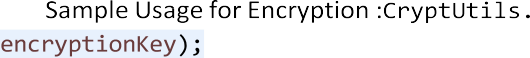 Sample Usage for Encryption :CryptUtils.
encryptionKey);